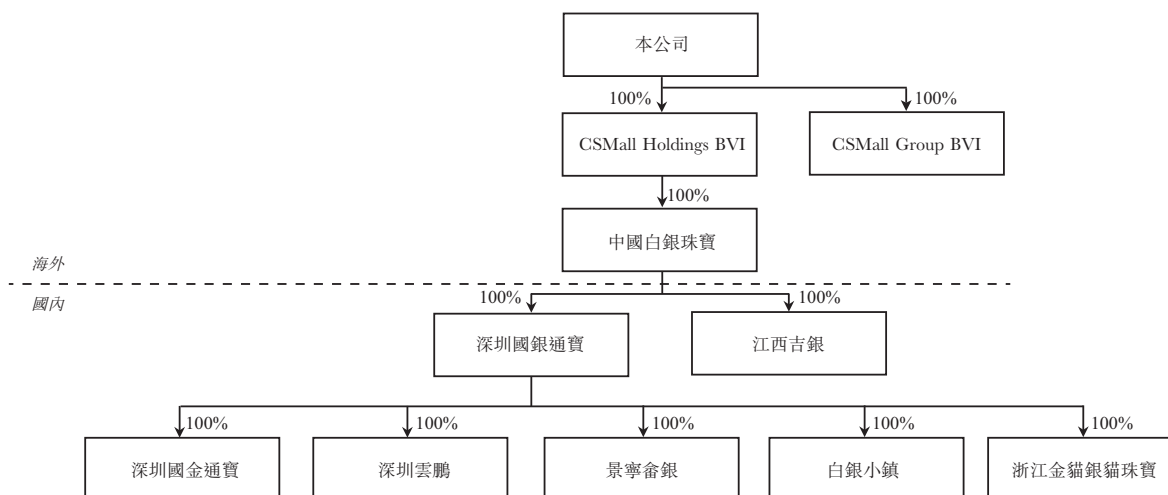 本公司
100%
100%
CSMall Holdings BVI
CSMall Group BVI
100%
中國白銀珠寶
海外
國內
100%
100%
深圳國銀通寶
江西吉銀
100%
100%
100%
100%
100%
深圳國金通寶
深圳雲鵬
景寧畲銀
白銀小鎮
浙江金貓銀貓珠寶